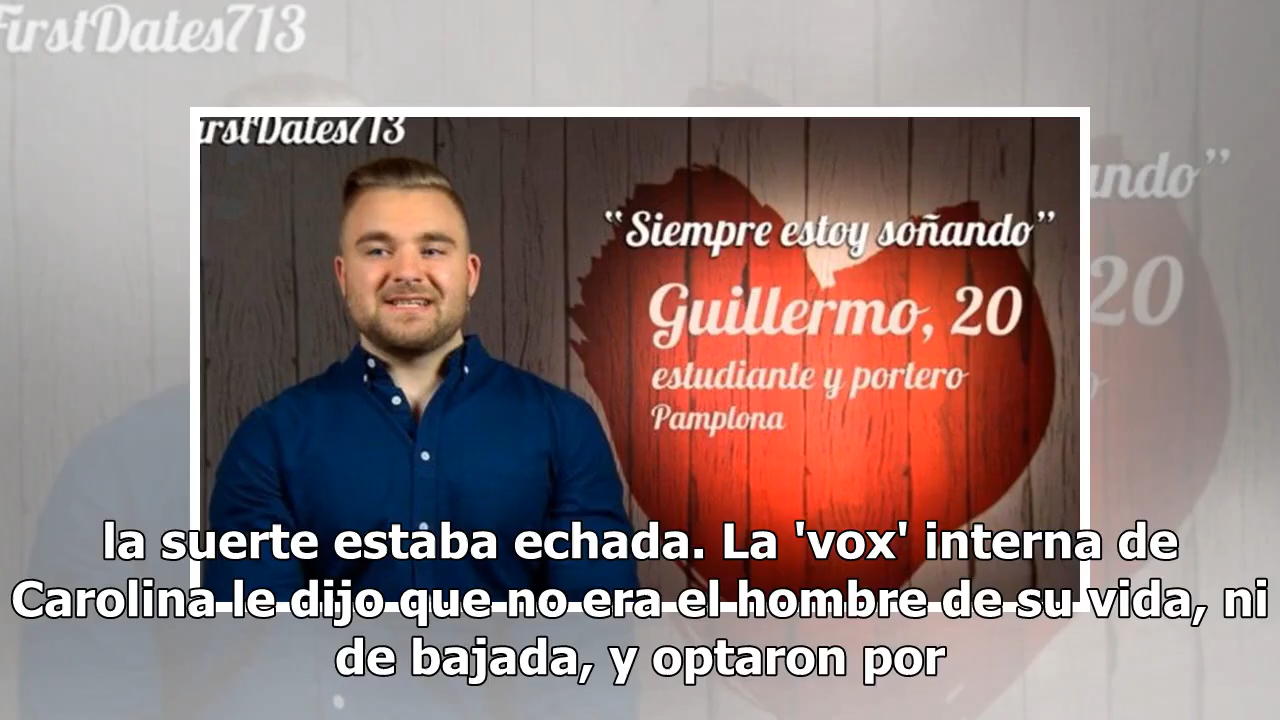 FirstDates713
irstDates713
“Siempre estoy soñando”
ando”
Guillermo, 20
20
estudiante y portero
o
Pamplona
la suerte estaba echada. La 'vox' interna de
Carolina le dijo que no era el hombre de su vida, ni
de bajada, y optaron por